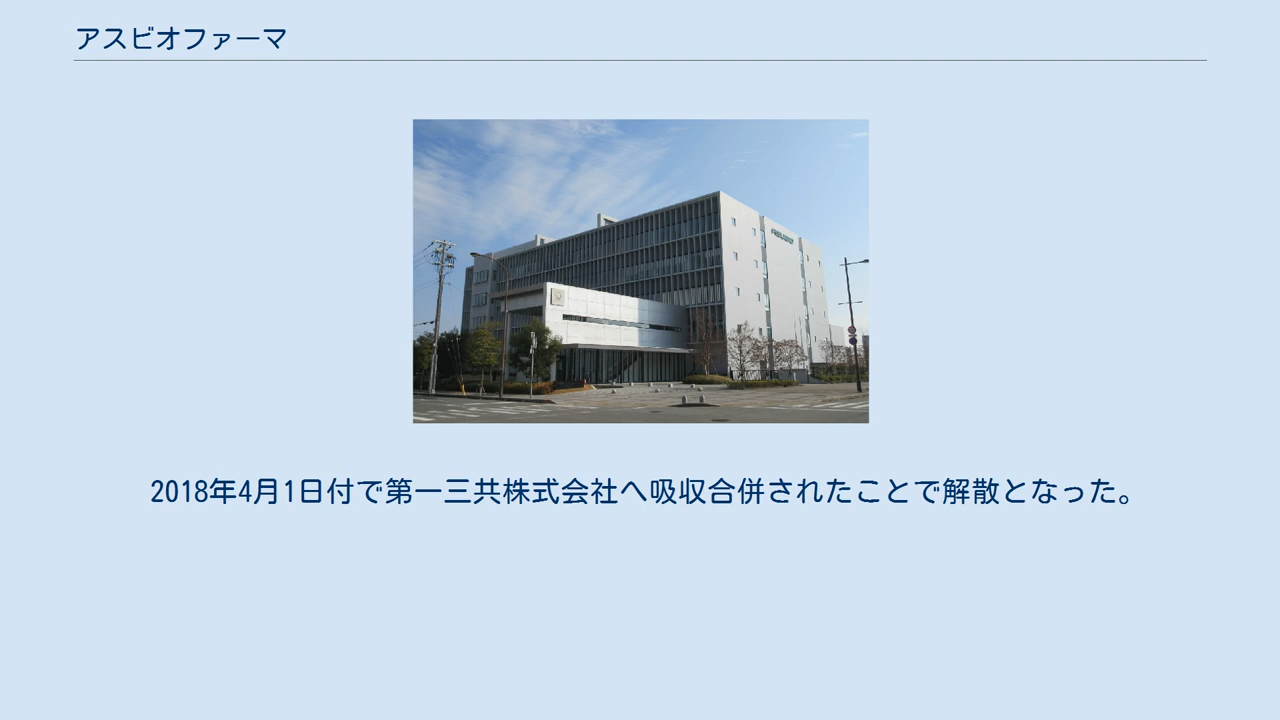 アスビオファーマ
2018年4月1日付で第一三共株式会社へ吸収合併されたことで解散となった。